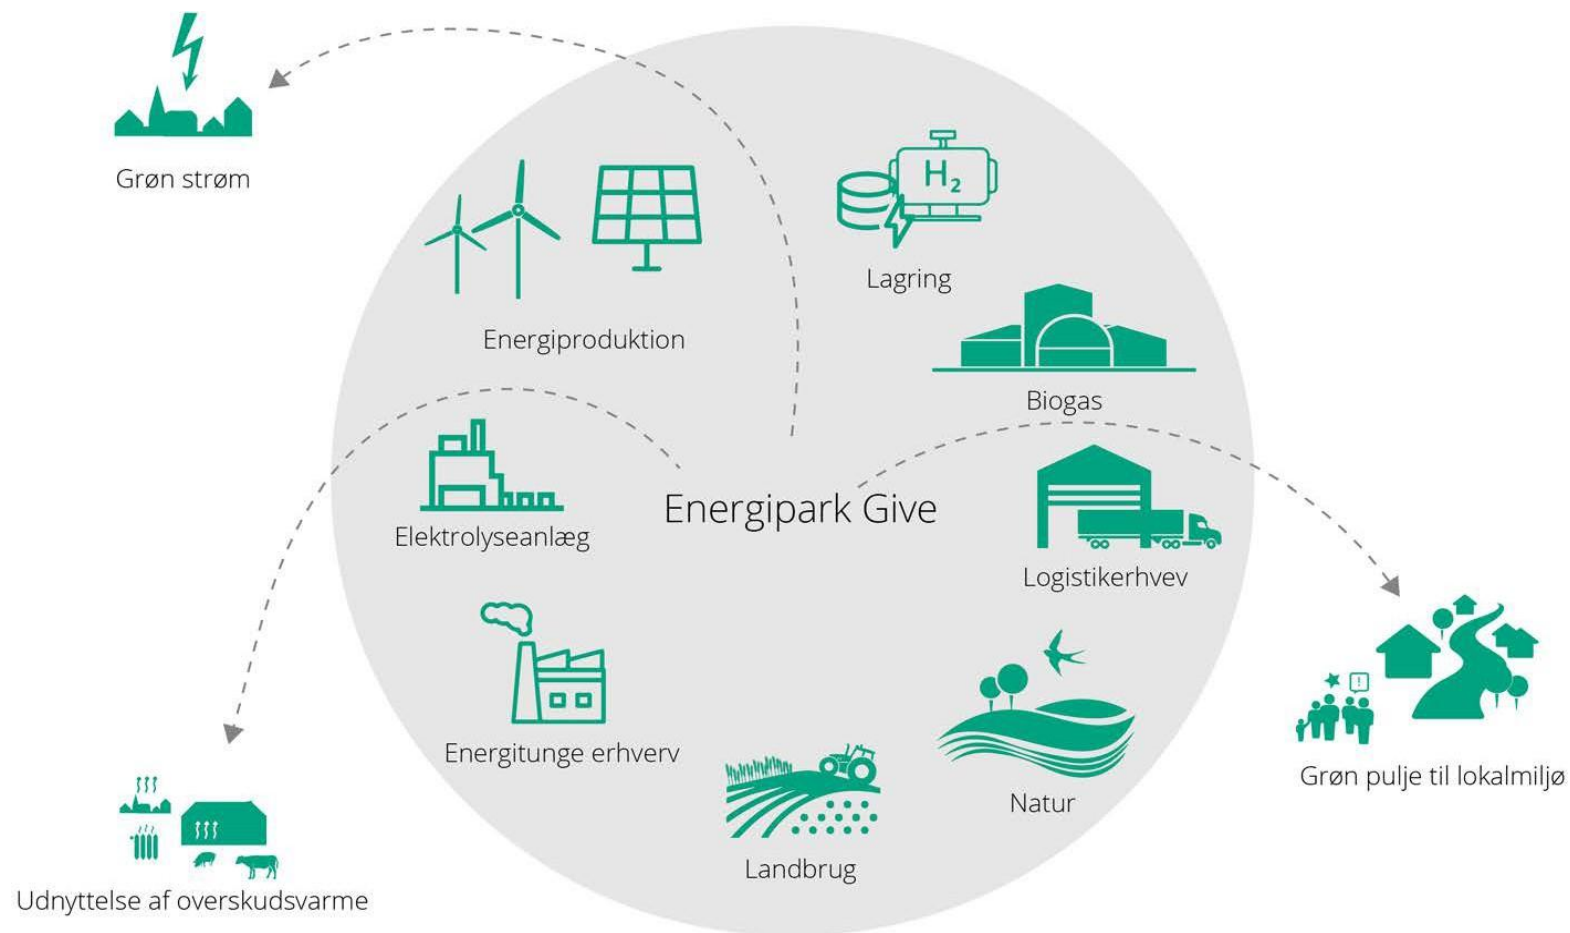 Grøn strøm
H2
Lagring
Energiproduktion
Biogas
Elektrolyseanlæg
Energipark Give
Logistikerhvev
Energitunge erhverv
!
Natur
Grøn pulje til lokalmiljø
Landbrug
Udnyttelse af overskudsvarme